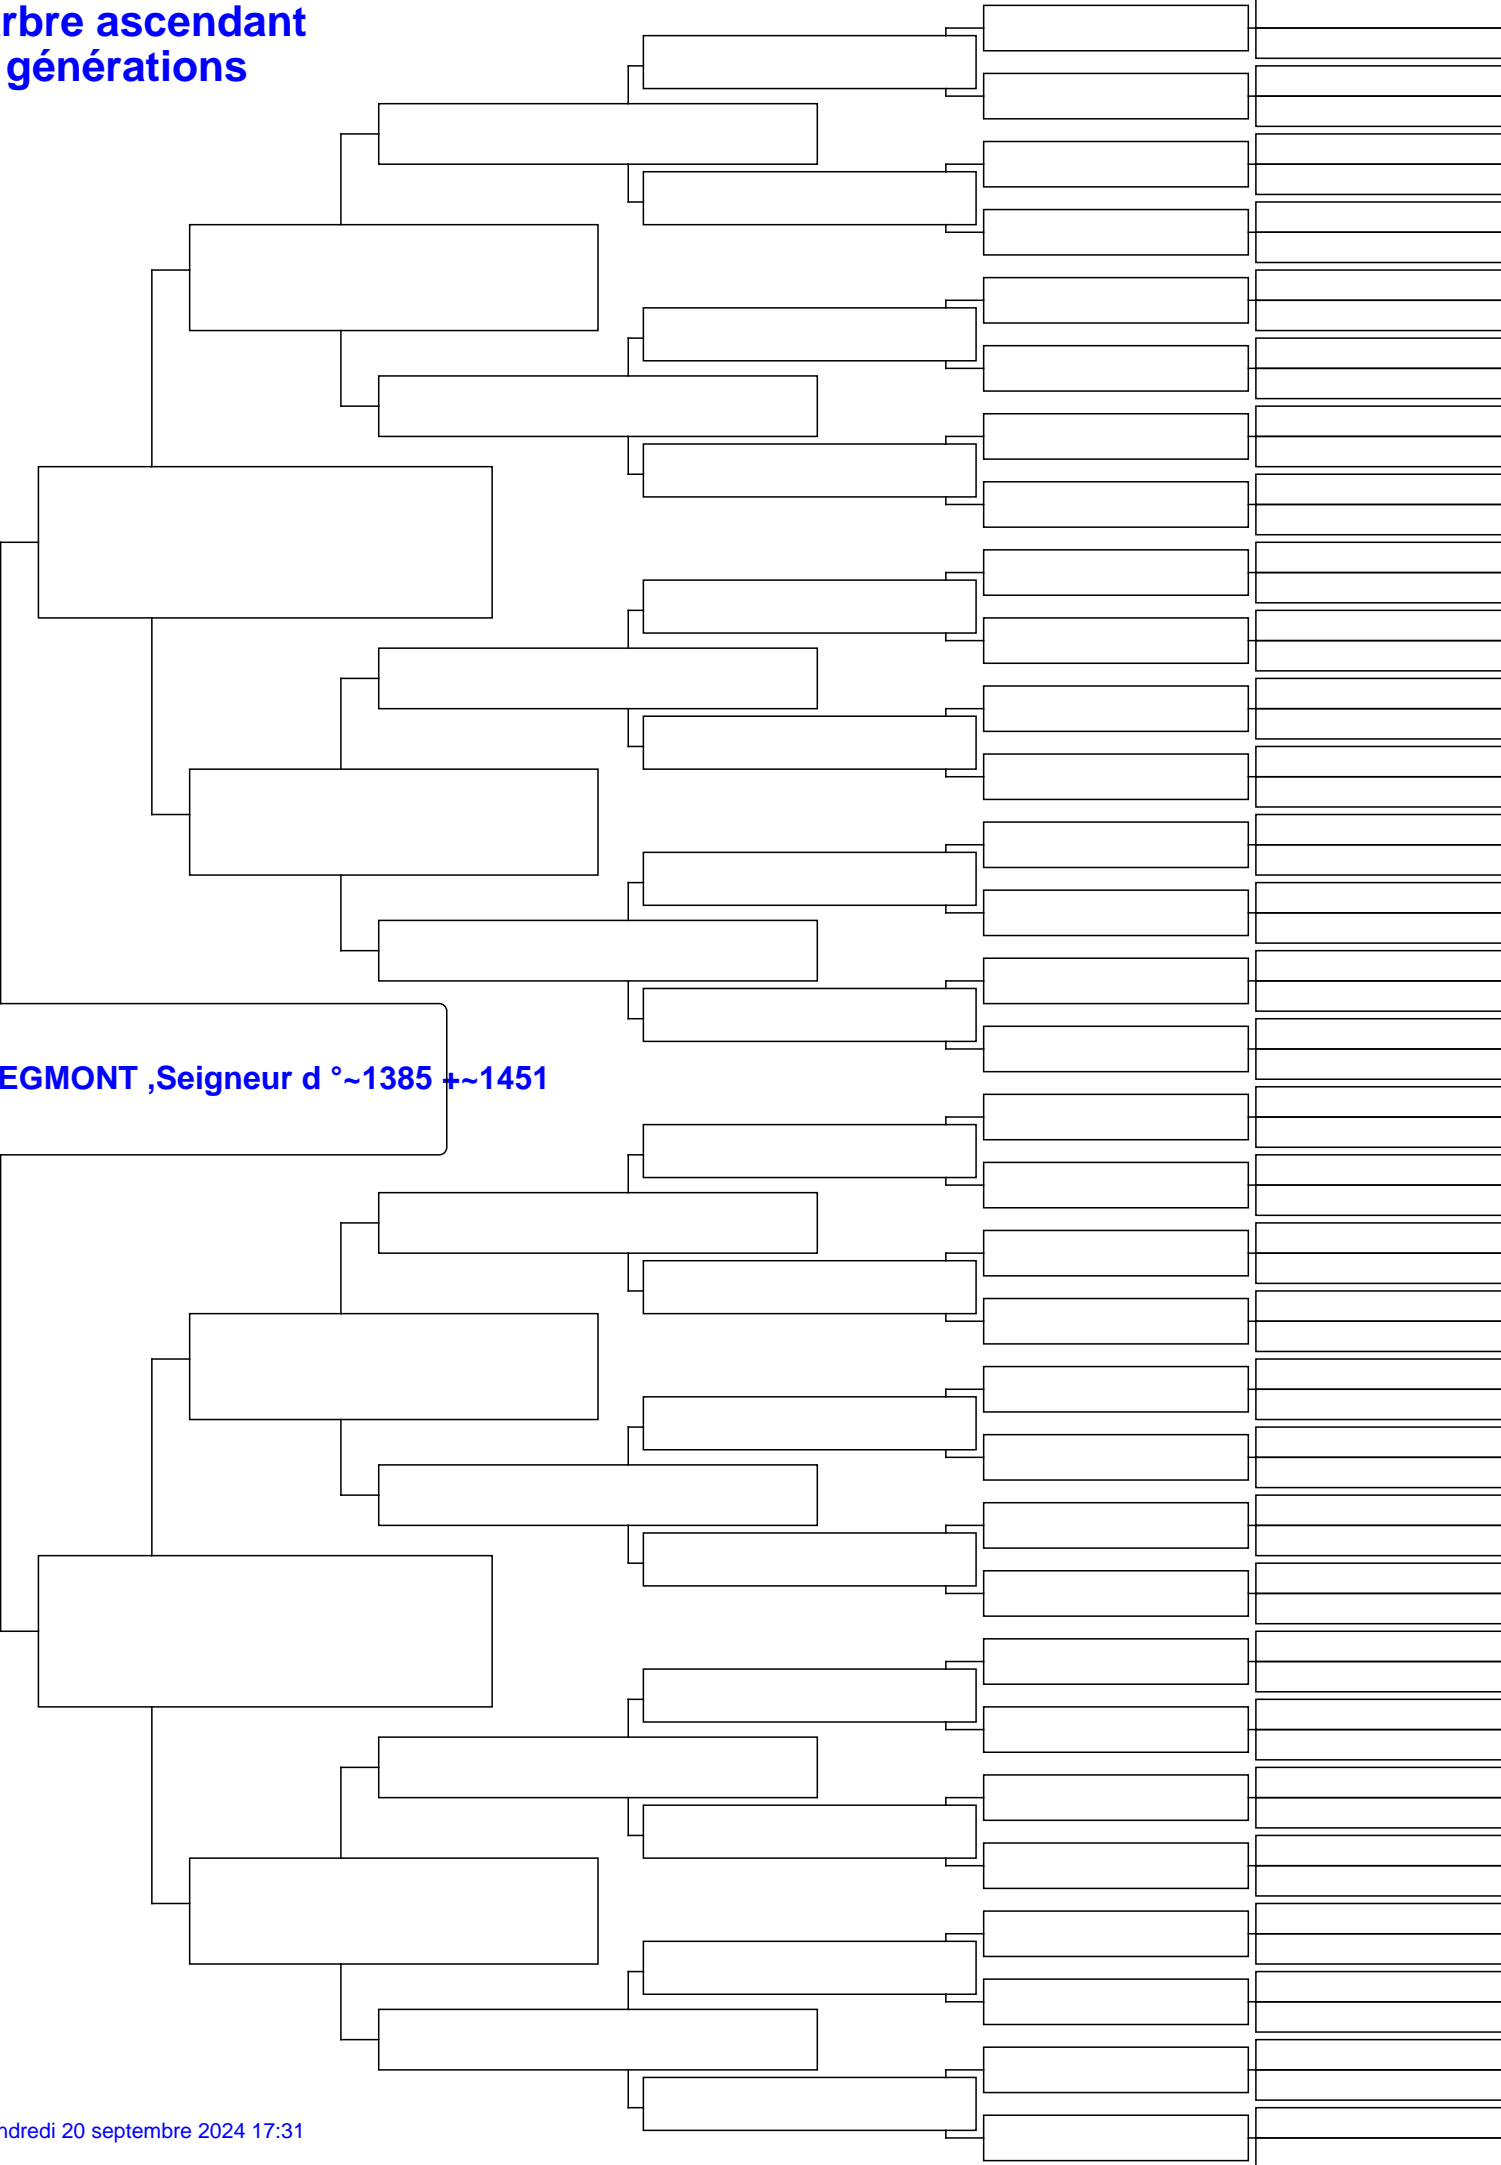 rbre ascendant
générations
EGMONT ,Seigneur d °~1385 +~1451
ndredi 20 septembre 2024 17:31